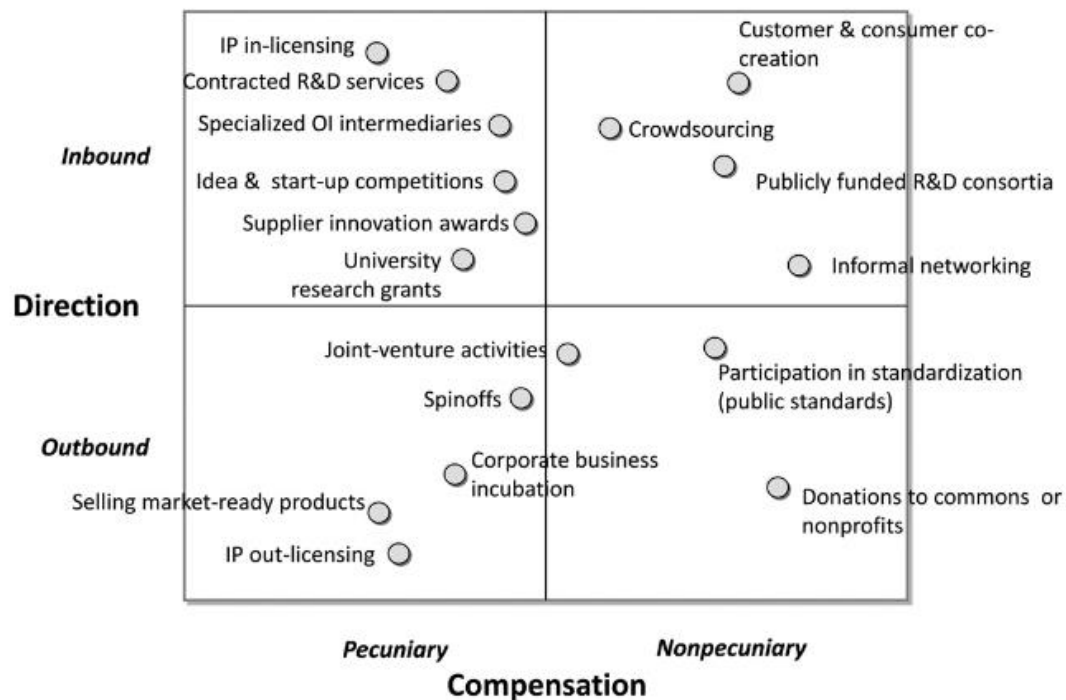 IP in-licensing
Contracted R&D services
Specialized OI intermediaries
Idea & start-up competitions
Supplier innovation awards
University
research grants
Customer & consumer co-
creation
Crowdsourcing
Publicly funded R&D consortia
Informal networking
Inbound
Direction
Outbound
Joint-venture activities
Spinoffs
Corporate business
incubation
Selling market-ready products
IP out-licensing
Participation in standardization
(public standards)
Donations to commons or
nonprofits
Pecuniary
Nonpecuniary
Compensation